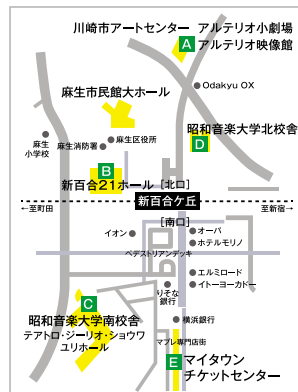 川崎市アートセンター アルテリオ小劇場
A アルテリオ映像館
Odakyu OX
麻生市民館大ホール
麻生区役所
麻生消防署
麻生
小学校
昭和音楽大学北校舎
D
B
新百合21ホール
[北口]
←至町田
新百合ケ丘
至新宿→
[南口]
イオン
オーパ
ホテルモリノ
ペデストリアンデッキ
エルミロード
イトーヨーカドー
りそな
銀行
C
昭和音楽大学南校舎
テアトロ・ジーリオ・ショウワ
ユリホール
横浜銀行
マプレ専門店街
E マイタウン
チケットセンター